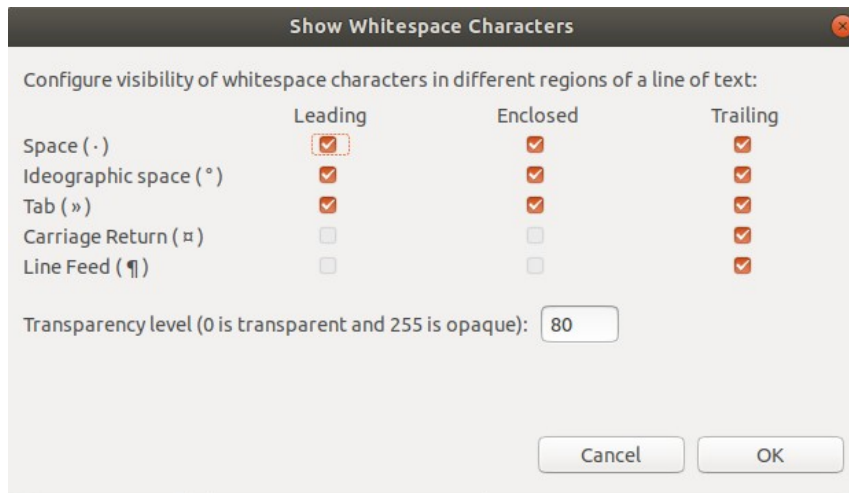 Show Whitespace Characters
Configure visibility of whitespace characters in different regions of a line of text:
Leading Enclosed Trailing
Space ( · )
Ideographic space ( ° )
Tab ( » )
Carriage Return ( ¤ )
Line Feed ( ¶ )
Transparency level (0 is transparent and 255 is opaque): 80
Cancel OK